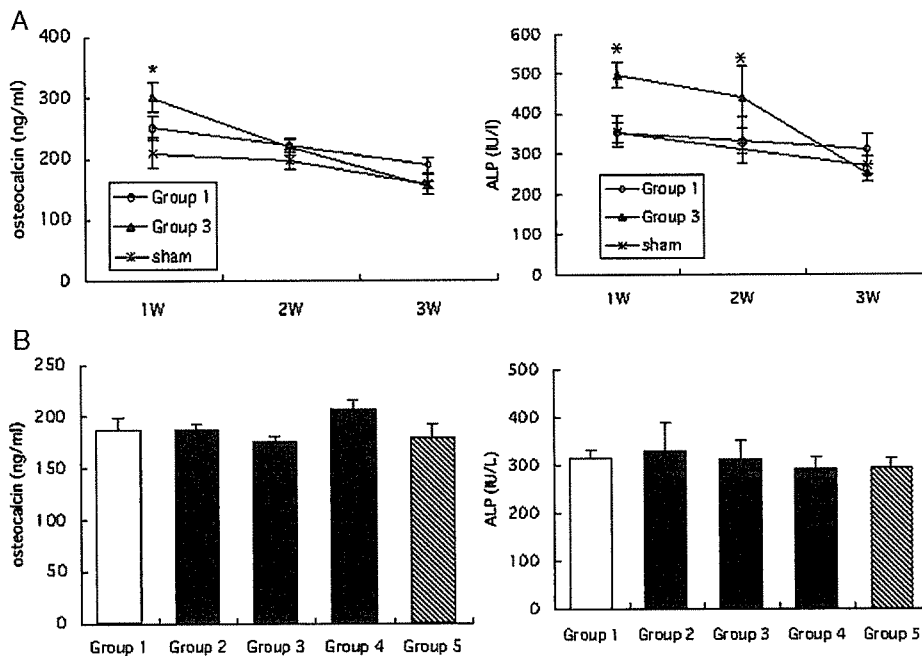 A
osteocalcin (ng/ml)
400
300
200
100
0
*
Group 1
Group 3
sham
1W 2W 3W
ALP (IU/l)
600
500
400
300
200
100
0
* *
Group 1
Group 3
sham
1W 2W 3W
B
osteocalcin (ng/ml)
250
200
150
100
50
0
Group 1 Group 2 Group 3 Group 4 Group 5
ALP (IU/L)
500
400
300
200
100
0
Group 1 Group 2 Group 3 Group 4 Group 5